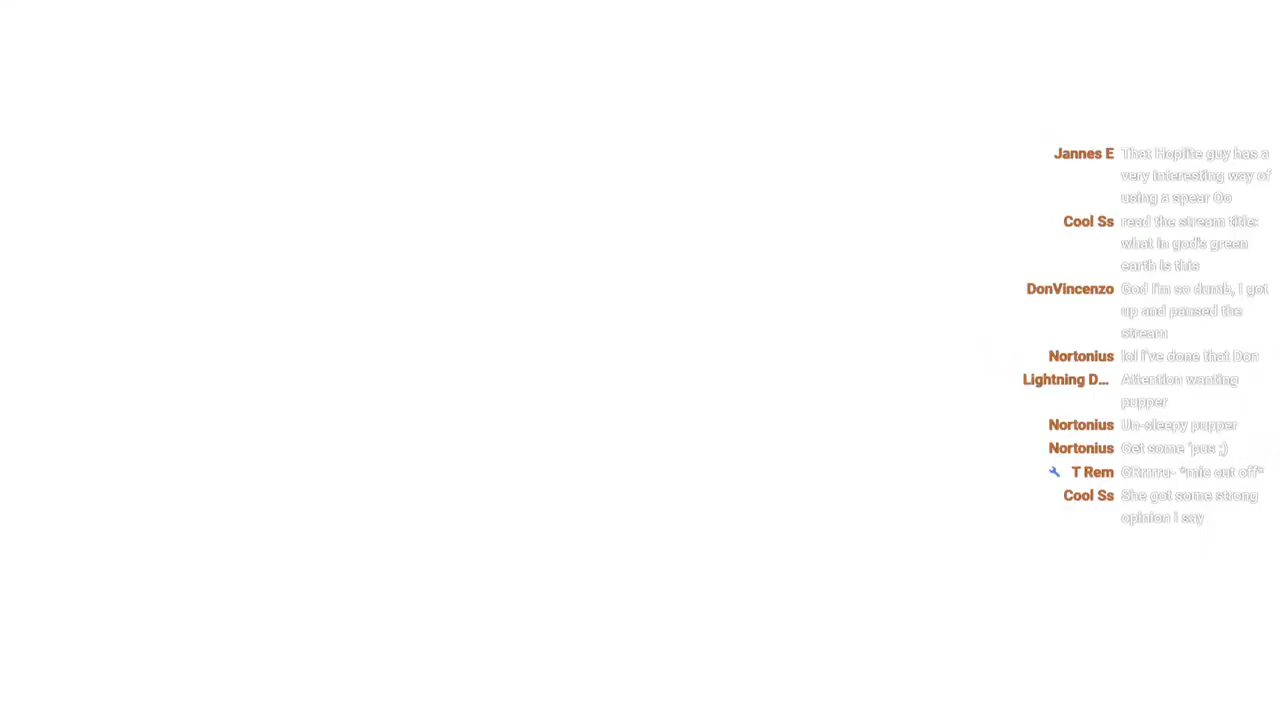 Jannes E That Hoplite guy has a
very interesting way of
using a spear Oo
Cool Ss read the stream title:
what in god's green
earth is this
DonVincenzo God I'm so dumb, I got
up and paused the
stream
Nortonius lol I've done that Don
Lightning D... Attention wanting
pupper
Nortonius Un-sleepy pupper
Nortonius Get some 'pus ;)
T Rem GRrrrru- *mic cut off*
Cool Ss She got some strong
opinion i say